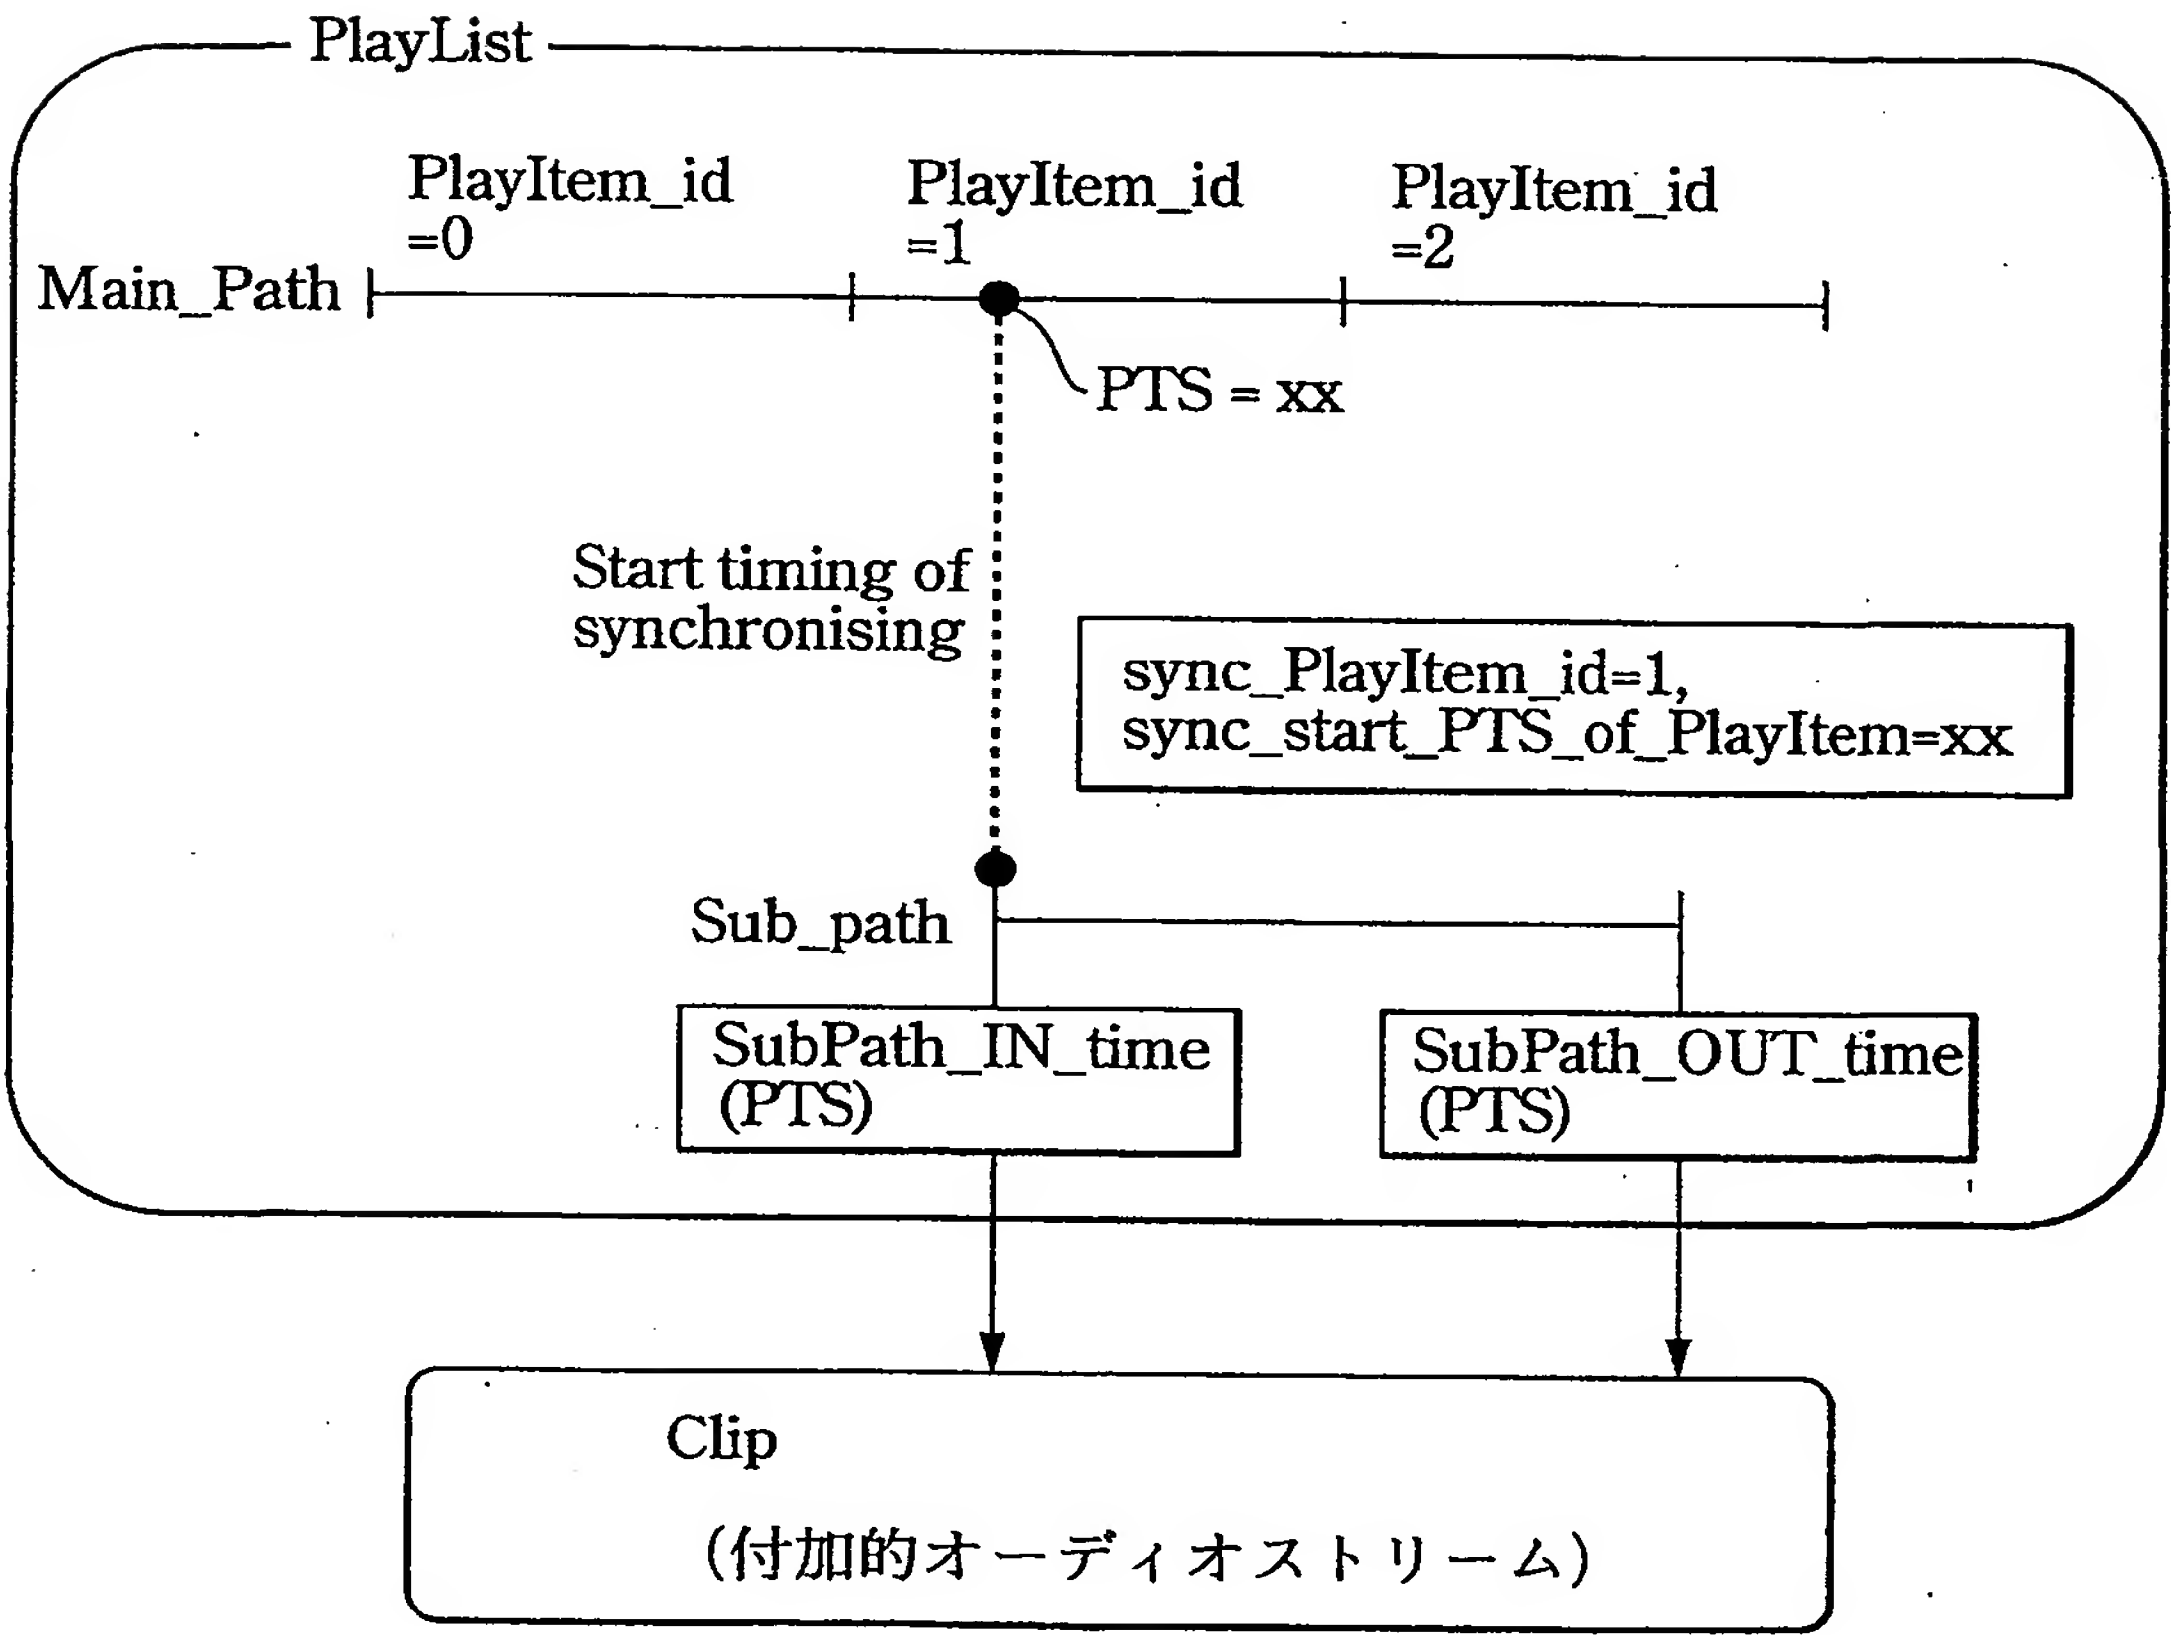 PlayList
PlayItem_id
=0
PlayItem_id
=1
PlayItem_id
=2
Main_Path
PTS = xx
Start timing of
synchronising
sync_PlayItem_id=1,
sync_start_PTS_of_PlayItem=xx
Sub_path
SubPath_IN_time
(PTS)
SubPath_OUT_time
(PTS)
Clip
(付加的オーディオストリーム)